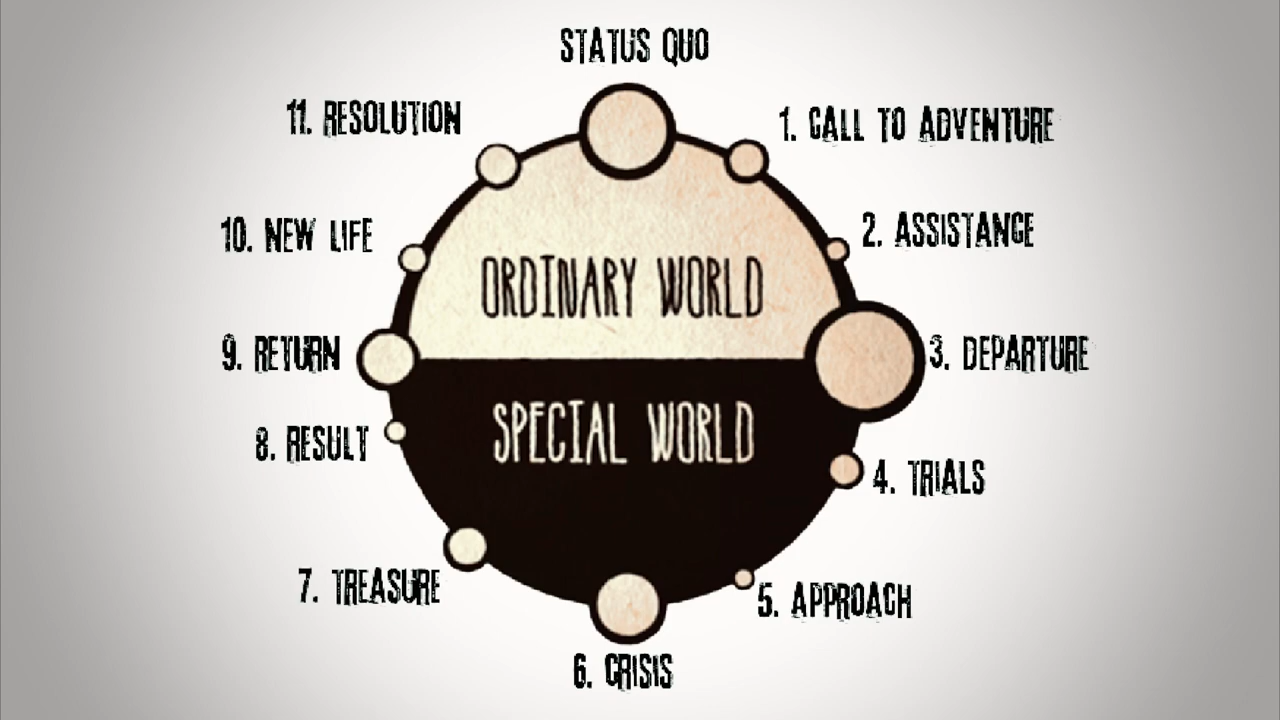 STATUS QUO
11. RESOLUTION
1. CALL TO ADVENTURE
10. NEW LIFE
2. ASSISTANCE
ORDINARY WORLD
9. RETURN
3. DEPARTURE
SPECIAL WORLD
8. RESULT
4. TRIALS
7. TREASURE
5. APPROACH
6. CRISIS